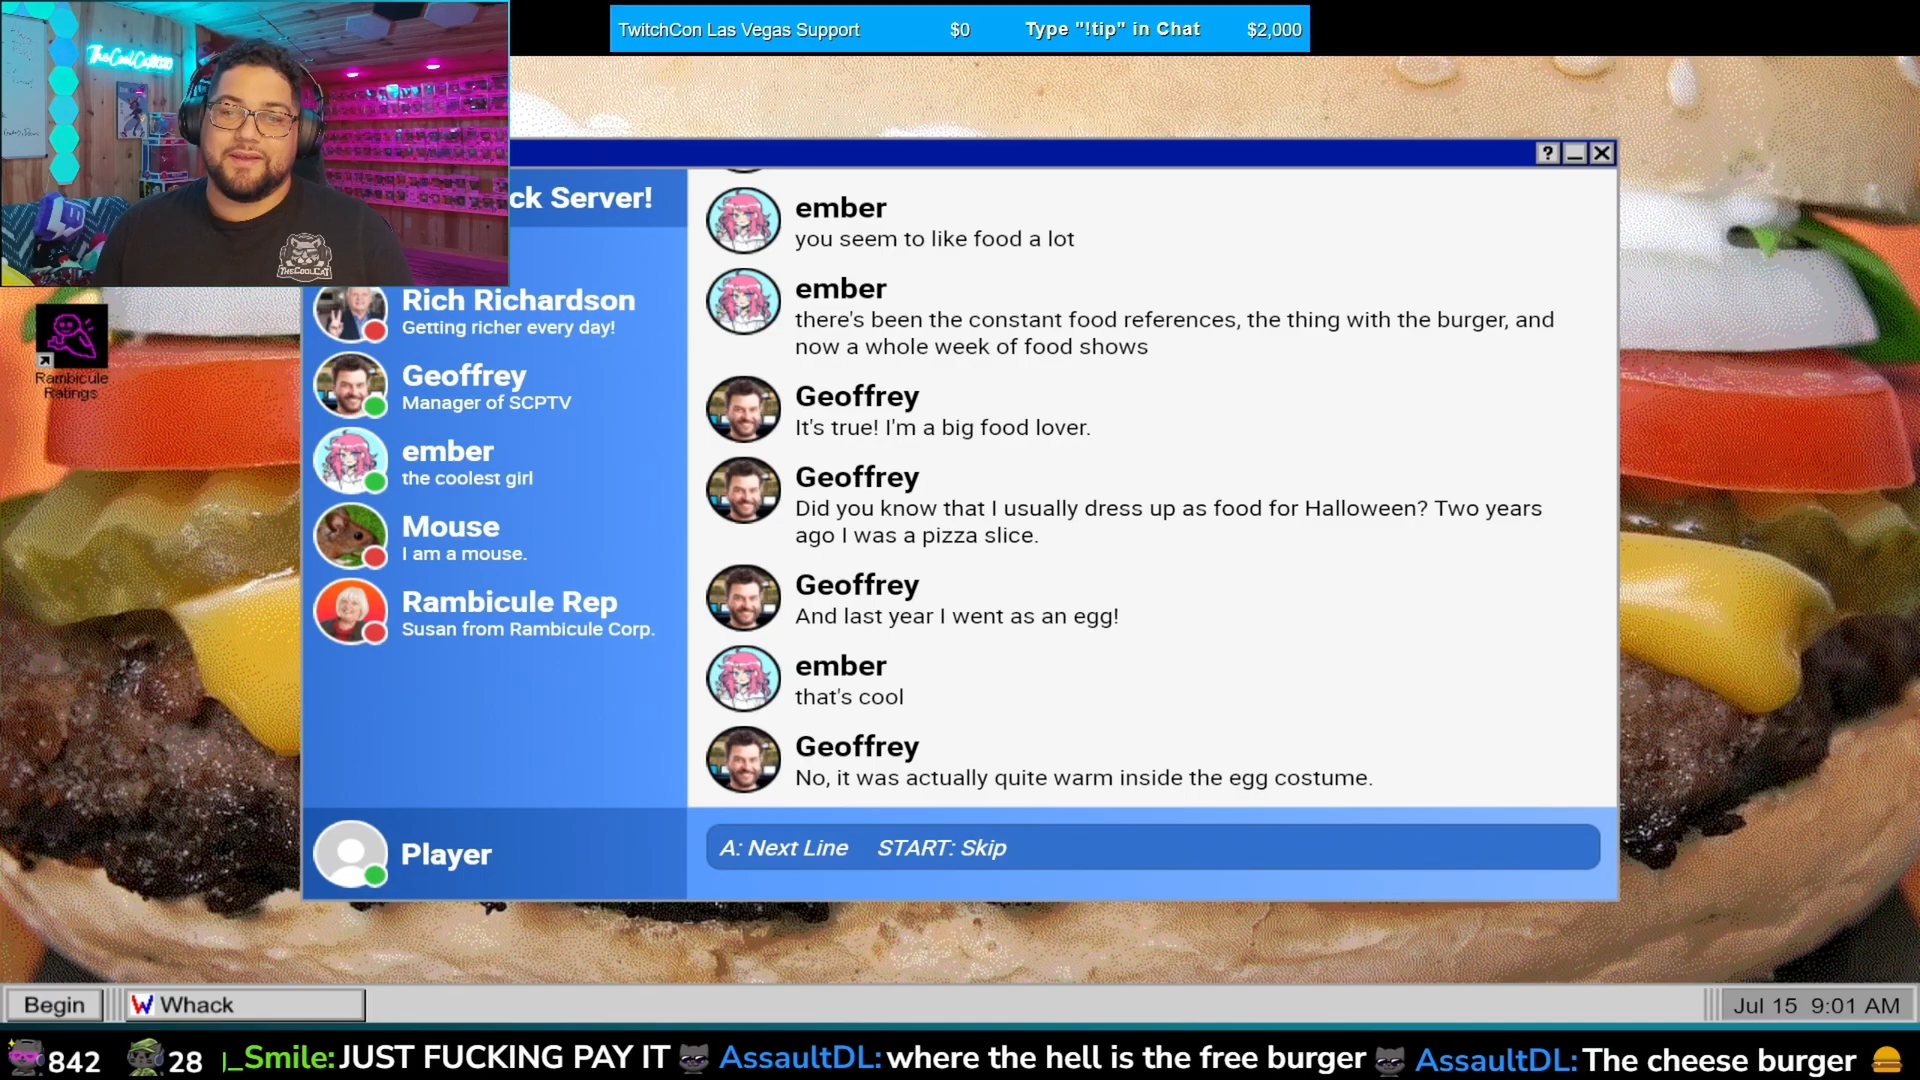 TwitchCon Las Vegas Support $0 Type "!tip" in Chat $2,000
TheCoolCat
THECOOLCAT
ck Server!
Rich Richardson
Getting richer every day!
Geoffrey
Manager of SCPTV
ember
the coolest girl
Mouse
I am a mouse.
Rambicule Rep
Susan from Rambicule Corp.
Player
Rambicule
Ratings
ember
you seem to like food a lot
ember
there's been the constant food references, the thing with the burger, and
now a whole week of food shows
Geoffrey
It's true! I'm a big food lover.
Geoffrey
Did you know that I usually dress up as food for Halloween? Two years
ago I was a pizza slice.
Geoffrey
And last year I went as an egg!
ember
that's cool
Geoffrey
No, it was actually quite warm inside the egg costume.
A: Next Line START: Skip
Begin Whack Jul 15 9:01 AM
842 28 _Smile: JUST FUCKING PAY IT AssaultDL: where the hell is the free burger AssaultDL: The cheese burger